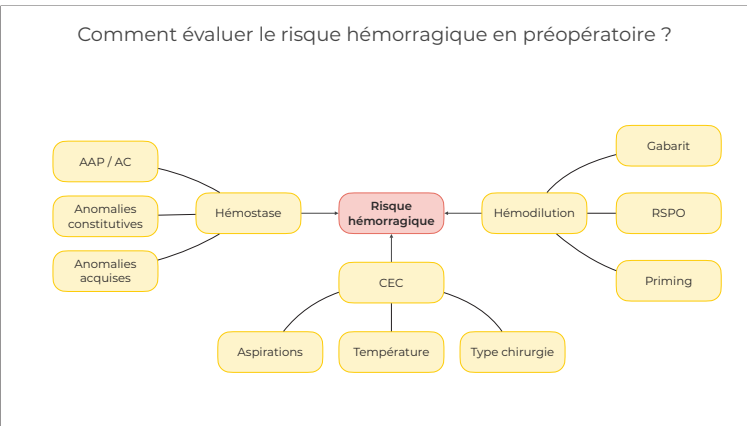 Comment évaluer le risque hémorragique en préopératoire ?
AAP / AC
Anomalies
constitutives
Anomalies
acquises
Hémostase
Risque
hémorragique
Hémodilution
Gabarit
RSPO
Priming
CEC
Aspirations
Température
Type chirurgie